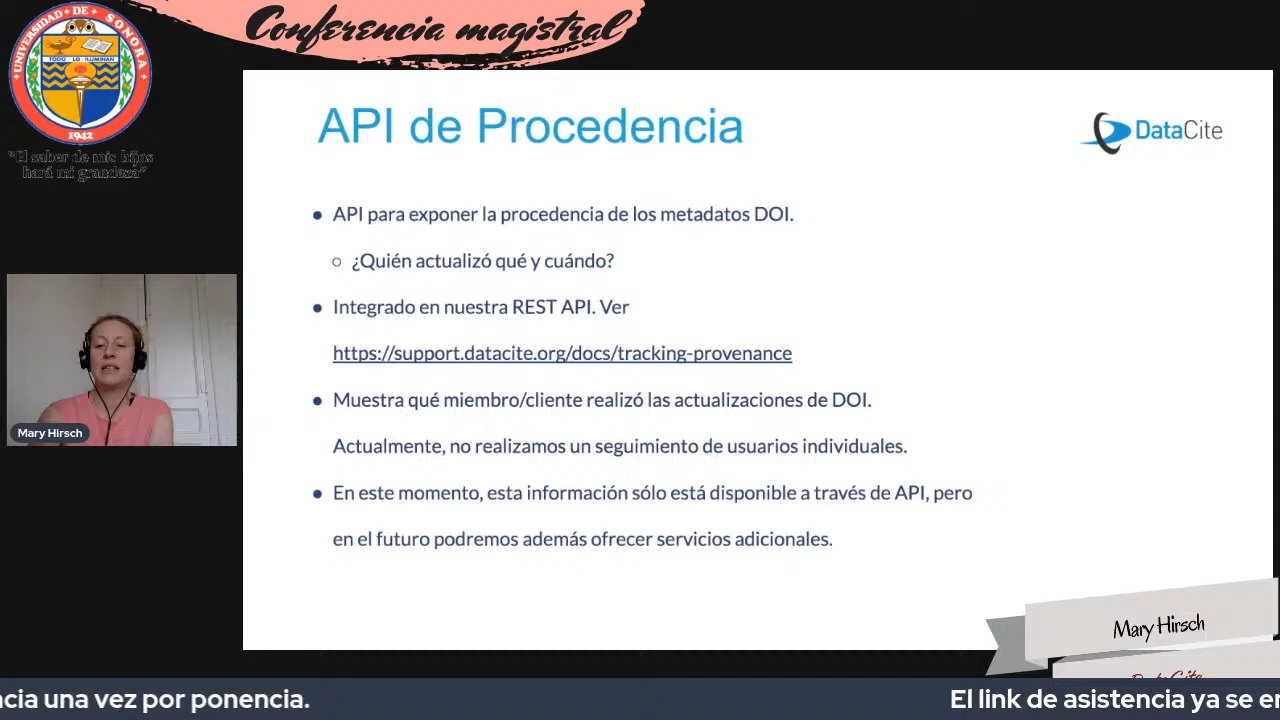 Conferencia magistral
UNIVERSIDAD DE SONORA
TODO LO ILUMINAN
1942
"El saber de mis hijos
hará mi grandeza"
API de Procedencia
DataCite
● API para exponer la procedencia de los metadatos DOI.
○ ¿Quién actualizó qué y cuándo?
● Integrado en nuestra REST API. Ver
https://support.datacite.org/docs/tracking-provenance
● Muestra qué miembro/cliente realizó las actualizaciones de DOI.
Actualmente, no realizamos un seguimiento de usuarios individuales.
● En este momento, esta información sólo está disponible a través de API, pero
en el futuro podremos además ofrecer servicios adicionales.
Mary Hirsch
Mary Hirsch
DataCite
ncia una vez por ponencia.
El link de asistencia ya se en